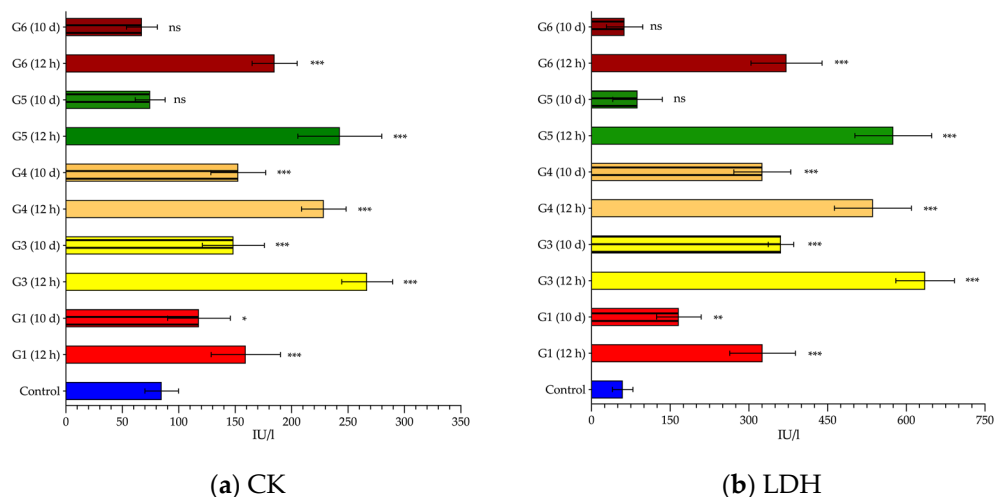 G6 (10 d)
ns
G6 (12 h)
***
G5 (10 d)
ns
G5 (12 h)
***
G4 (10 d)
***
G4 (12 h)
***
G3 (10 d)
***
G3 (12 h)
***
G1 (10 d)
*
G1 (12 h)
***
Control
0 50 100 150 200 250 300 350
IU/l
(a) CK
G6 (10 d)
ns
G6 (12 h)
***
G5 (10 d)
ns
G5 (12 h)
***
G4 (10 d)
***
G4 (12 h)
***
G3 (10 d)
***
G3 (12 h)
***
G1 (10 d)
**
G1 (12 h)
***
Control
0 150 300 450 600 750
IU/l
(b) LDH